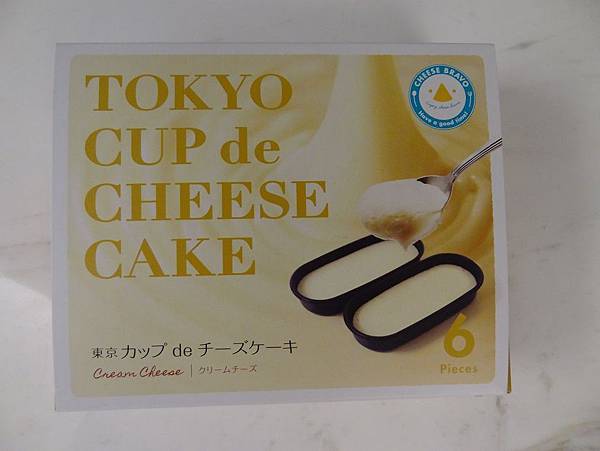 TOKYO
CUP de
CHEESE
CAKE
CHEESE BRAVO
Have a good time!
東京 カップ de チーズケーキ
Cream Cheese | クリームチーズ
6
Pieces